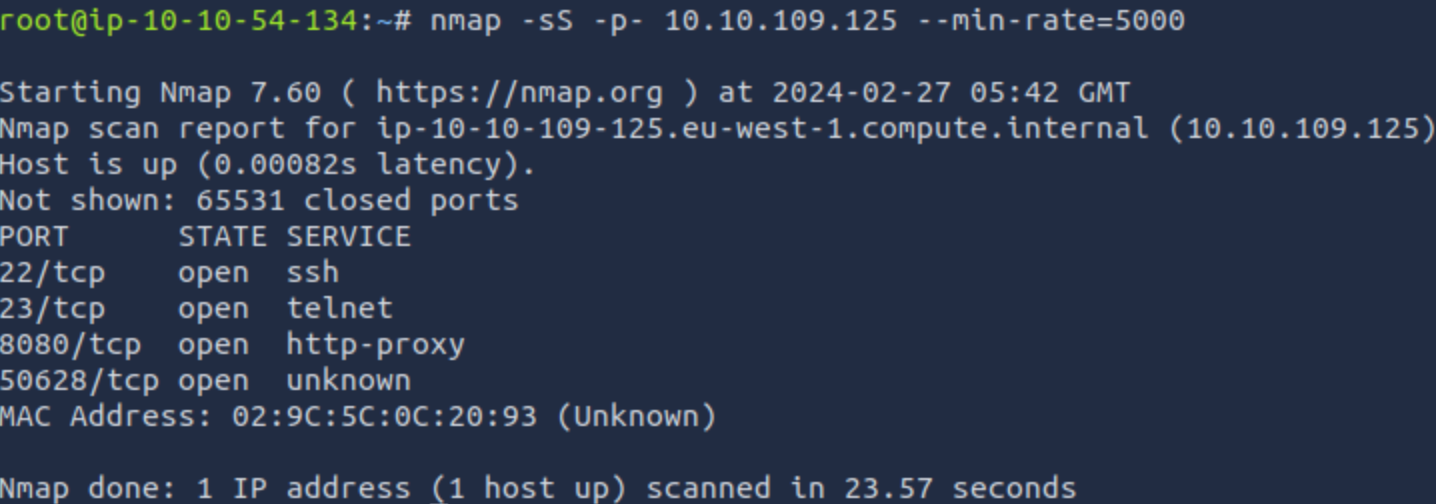 root@ip-10-10-54-134:~# nmap -sS -p- 10.10.109.125 --min-rate=5000
Starting Nmap 7.60 ( https://nmap.org ) at 2024-02-27 05:42 GMT
Nmap scan report for ip-10-10-109-125.eu-west-1.compute.internal (10.10.109.125)
Host is up (0.00082s latency).
Not shown: 65531 closed ports
PORT      STATE SERVICE
22/tcp    open  ssh
23/tcp    open  telnet
8080/tcp  open  http-proxy
50628/tcp open  unknown
MAC Address: 02:9C:5C:0C:20:93 (Unknown)
Nmap done: 1 IP address (1 host up) scanned in 23.57 seconds